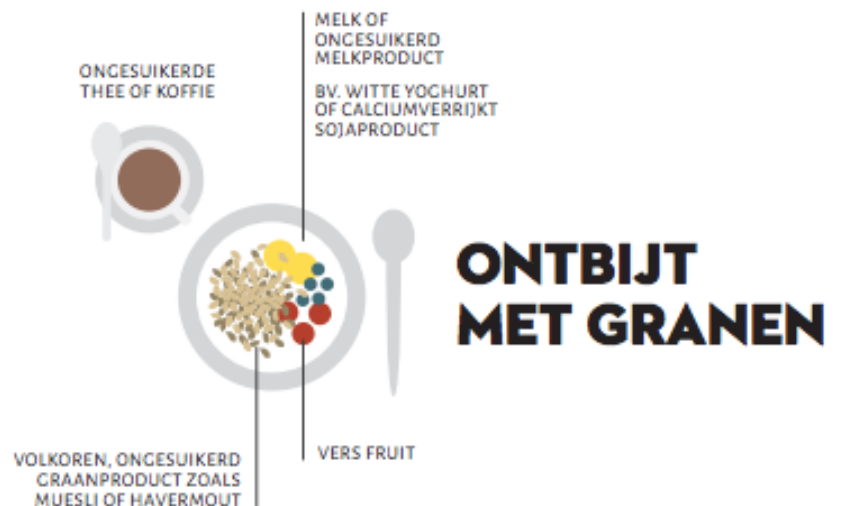 MELK OF
ONGESUIKERD
MELKPRODUCT
BV. WITTE YOGHURT
OF CALCIUMVERRIJKT
SOJAPRODUCT
ONGESUIKERDE
THEE OF KOFFIE
ONTBIJT
MET GRANEN
VERS FRUIT
VOLKOREN, ONGESUIKERD
GRAANPRODUCT ZOALS
MUESLI OF HAVERMOUT